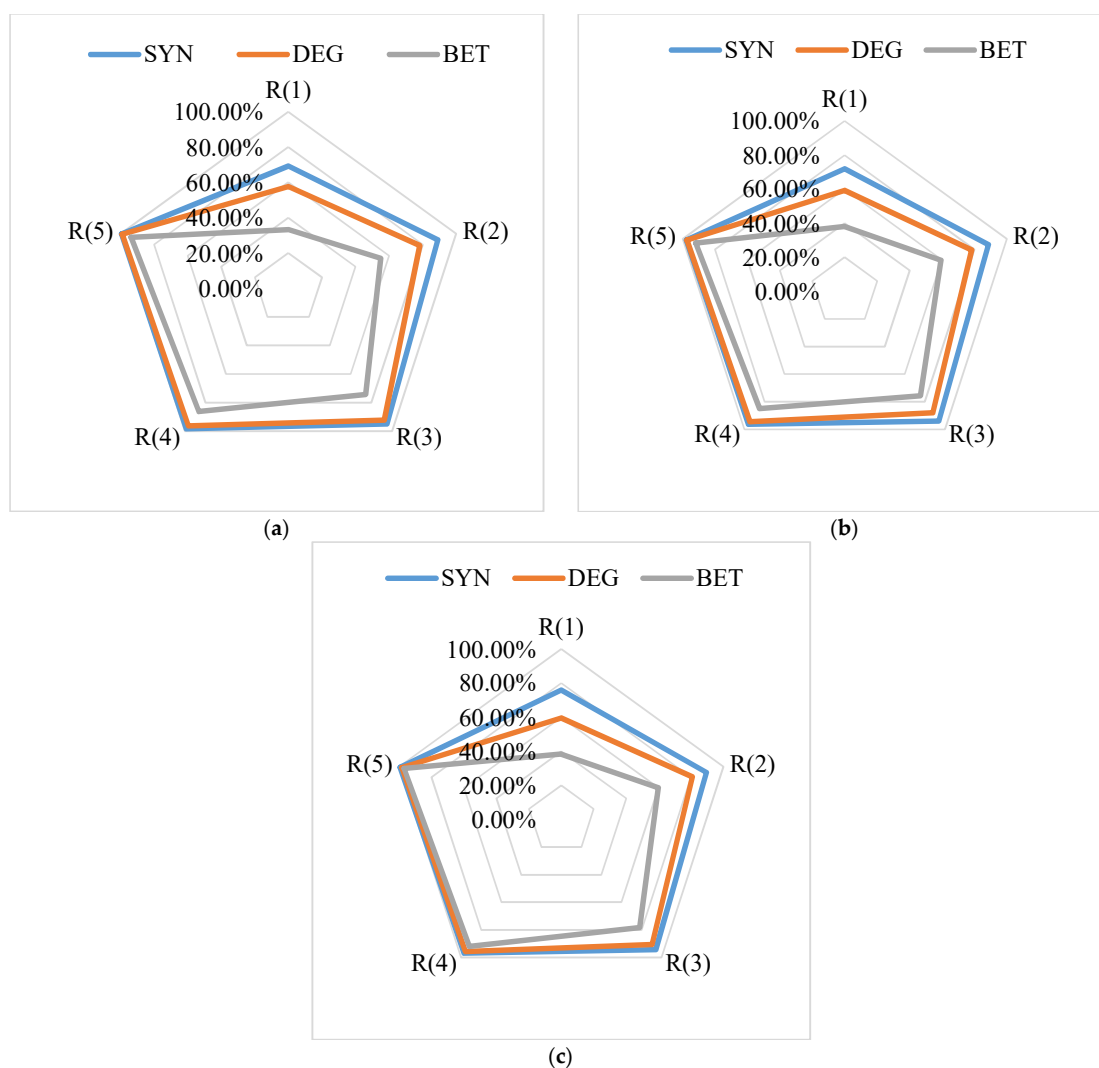 SYN DEG BET
R(1)
100.00%
80.00%
60.00%
40.00%
20.00%
0.00%
R(2)
R(3)
R(4)
R(5)
(a)
SYN DEG BET
R(1)
100.00%
80.00%
60.00%
40.00%
20.00%
0.00%
R(2)
R(3)
R(4)
R(5)
(b)
SYN DEG BET
R(1)
100.00%
80.00%
60.00%
40.00%
20.00%
0.00%
R(2)
R(3)
R(4)
R(5)
(c)